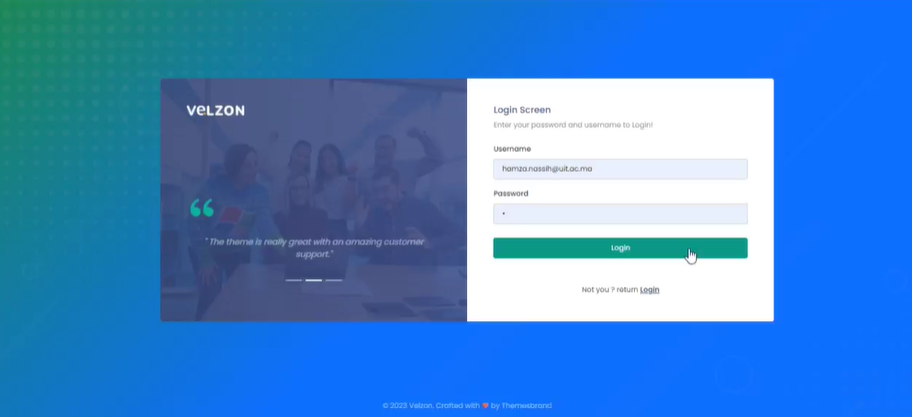 VELZON
“
" The theme is really great with an amazing customer
support."
Login Screen
Enter your password and username to Login!
Username
hamza.nassih@uit.ac.ma
Password
Login
Not you ? return Login
© 2023 Velzon. Crafted with ❤ by Themesbrand